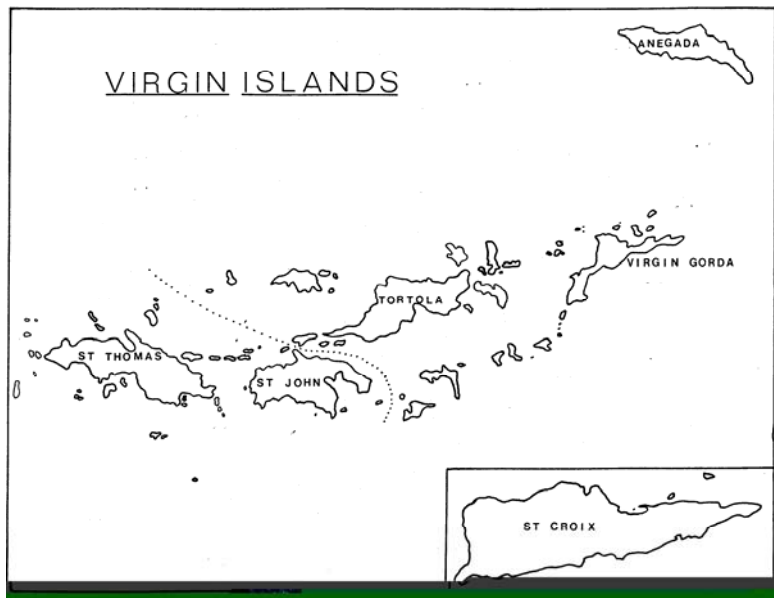 ANEGADA
VIRGIN ISLANDS
VIRGIN GORDA
TORTOLA
ST THOMAS
ST JOHN
ST CROIX